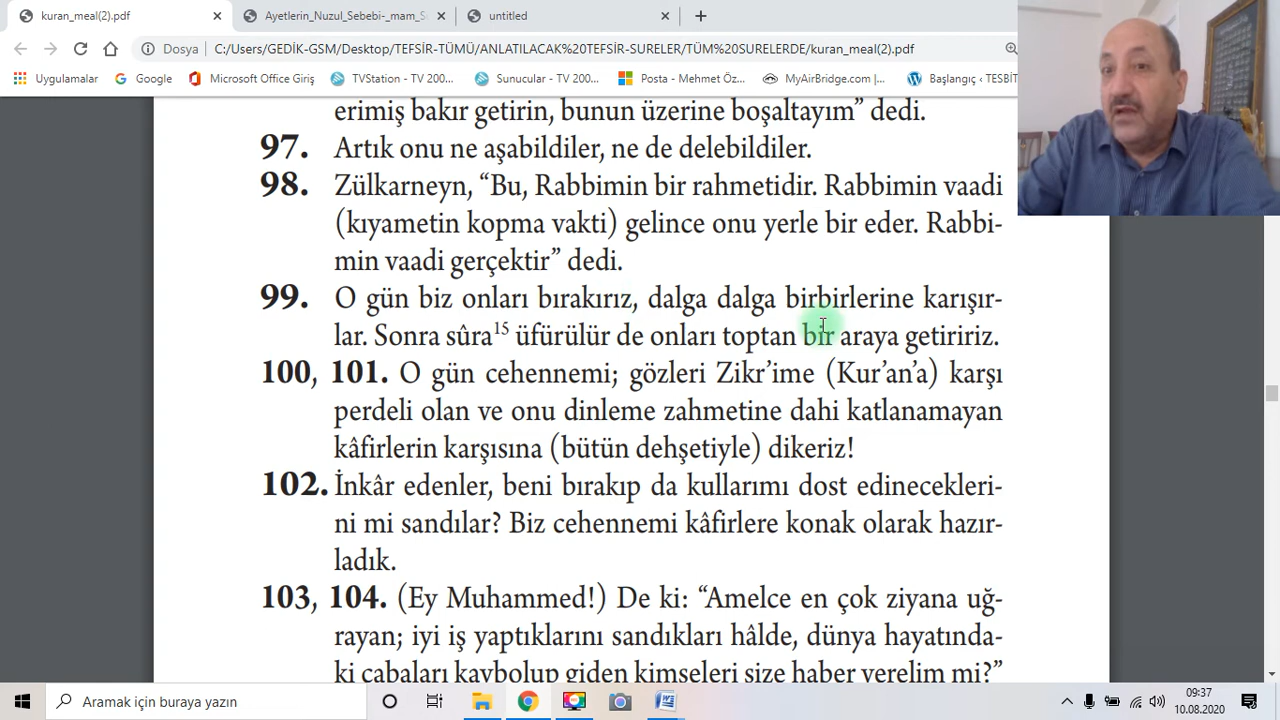 kuran_meal(2).pdf
Ayetlerin_Nuzul_Sebebi-_mam_S
untitled
Dosya
C:/Users/GEDİK-GSM/Desktop/TEFSİR-TÜMÜ/ANLATILACAK%20TEFSİR-SURELER/TÜM%20SURELERDE/kuran_meal(2).pdf
Uygulamalar
Google
Microsoft Office Giriş
TVStation - TV 200...
Sunucular - TV 200...
Posta - Mehmet Öz...
MyAirBridge.com |...
Başlangıç ‹ TESBİT
erimiş bakır getirin, bunun üzerine boşaltayım” dedi.
97. Artık onu ne aşabildiler, ne de delebildiler.
98. Zülkarneyn, “Bu, Rabbimin bir rahmetidir. Rabbimin vaadi
(kıyametin kopma vakti) gelince onu yerle bir eder. Rabbi-
min vaadi gerçektir” dedi.
99. O gün biz onları bırakırız, dalga dalga birbirlerine karışır-
lar. Sonra sûra15 üfürülür de onları toptan bir araya getiririz.
100, 101. O gün cehennemi; gözleri Zikr’ime (Kur’an’a) karşı
perdeli olan ve onu dinleme zahmetine dahi katlanamayan
kâfirlerin karşısına (bütün dehşetiyle) dikeriz!
102. İnkâr edenler, beni bırakıp da kullarımı dost edinecekleri-
ni mi sandılar? Biz cehennemi kâfirlere konak olarak hazır-
ladık.
103, 104. (Ey Muhammed!) De ki: “Amelce en çok ziyana uğ-
rayan; iyi iş yaptıklarını sandıkları hâlde, dünya hayatında-
ki çabaları kaybolup giden kimseleri size haber verelim mi?”
Aramak için buraya yazın
09:37
10.08.2020